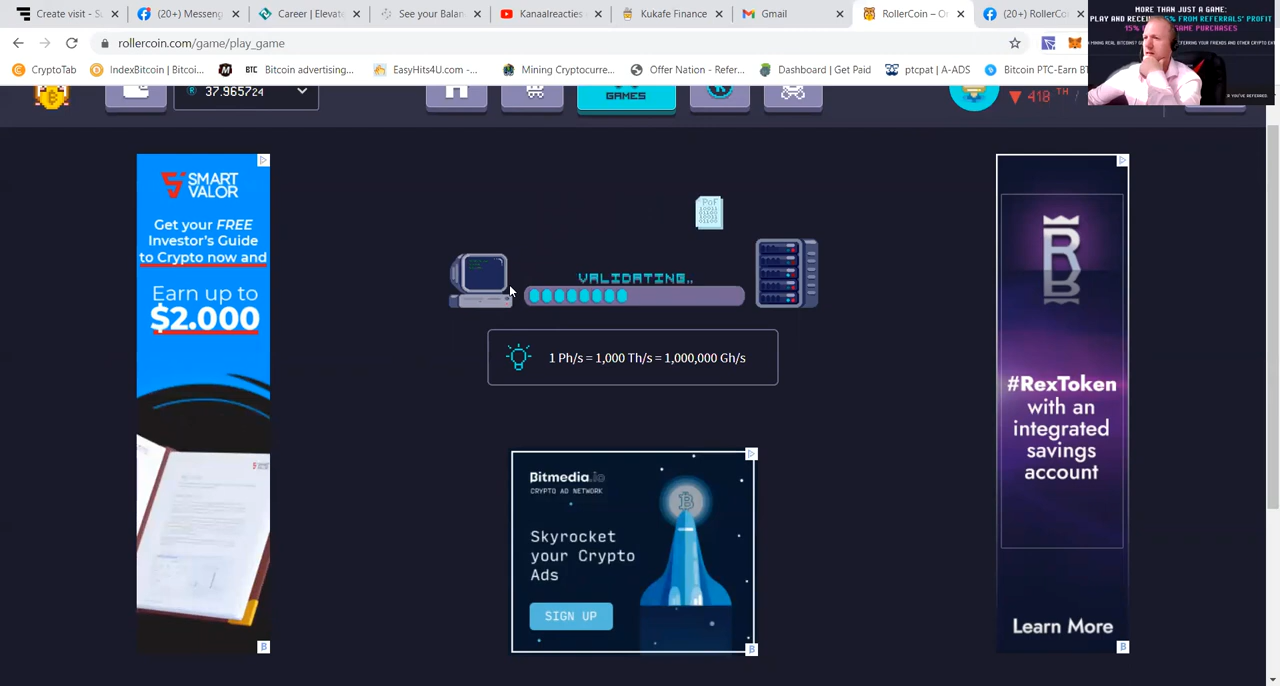 Create visit - S
(20+) Messeng
Career | Elevate
See your Balan
Kanaalreacties
Kukafe Finance
Gmail
RollerCoin – O
(20+) RollerCo
rollercoin.com/game/play_game
CryptoTab
IndexBitcoin | Bitcoi...
Bitcoin advertising...
EasyHits4U.com -...
Mining Cryptocurre...
Offer Nation - Refer...
Dashboard | Get Paid
ptcpat | A-ADS
Bitcoin PTC-Earn BT
MORE THAN JUST A GAME:
37.965724
GAMES
418 TH
SMART
VALOR
Get your FREE
Investor's Guide
to Crypto now and
Earn up to
$2.000
PoF
VALIDATING..
1 Ph/s = 1,000 Th/s = 1,000,000 Gh/s
Bitmedia.io
CRYPTO AD NETWORK
Skyrocket
your Crypto
Ads
SIGN UP
#RexToken
with an
integrated
savings
account
Learn More